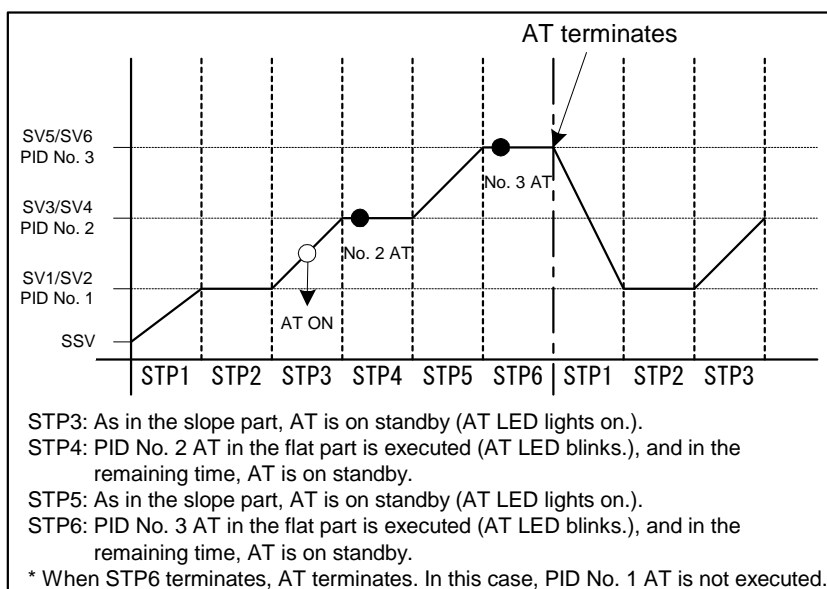 AT terminates
SV5/SV6
PID No. 3
No. 3 AT
SV3/SV4
PID No. 2
No. 2 AT
SV1/SV2
PID No. 1
AT ON
SSV
STP1 STP2 STP3 STP4 STP5 STP6 STP1 STP2 STP3
STP3: As in the slope part, AT is on standby (AT LED lights on.).
STP4: PID No. 2 AT in the flat part is executed (AT LED blinks.), and in the
remaining time, AT is on standby.
STP5: As in the slope part, AT is on standby (AT LED lights on.).
STP6: PID No. 3 AT in the flat part is executed (AT LED blinks.), and in the
remaining time, AT is on standby.
* When STP6 terminates, AT terminates. In this case, PID No. 1 AT is not executed.